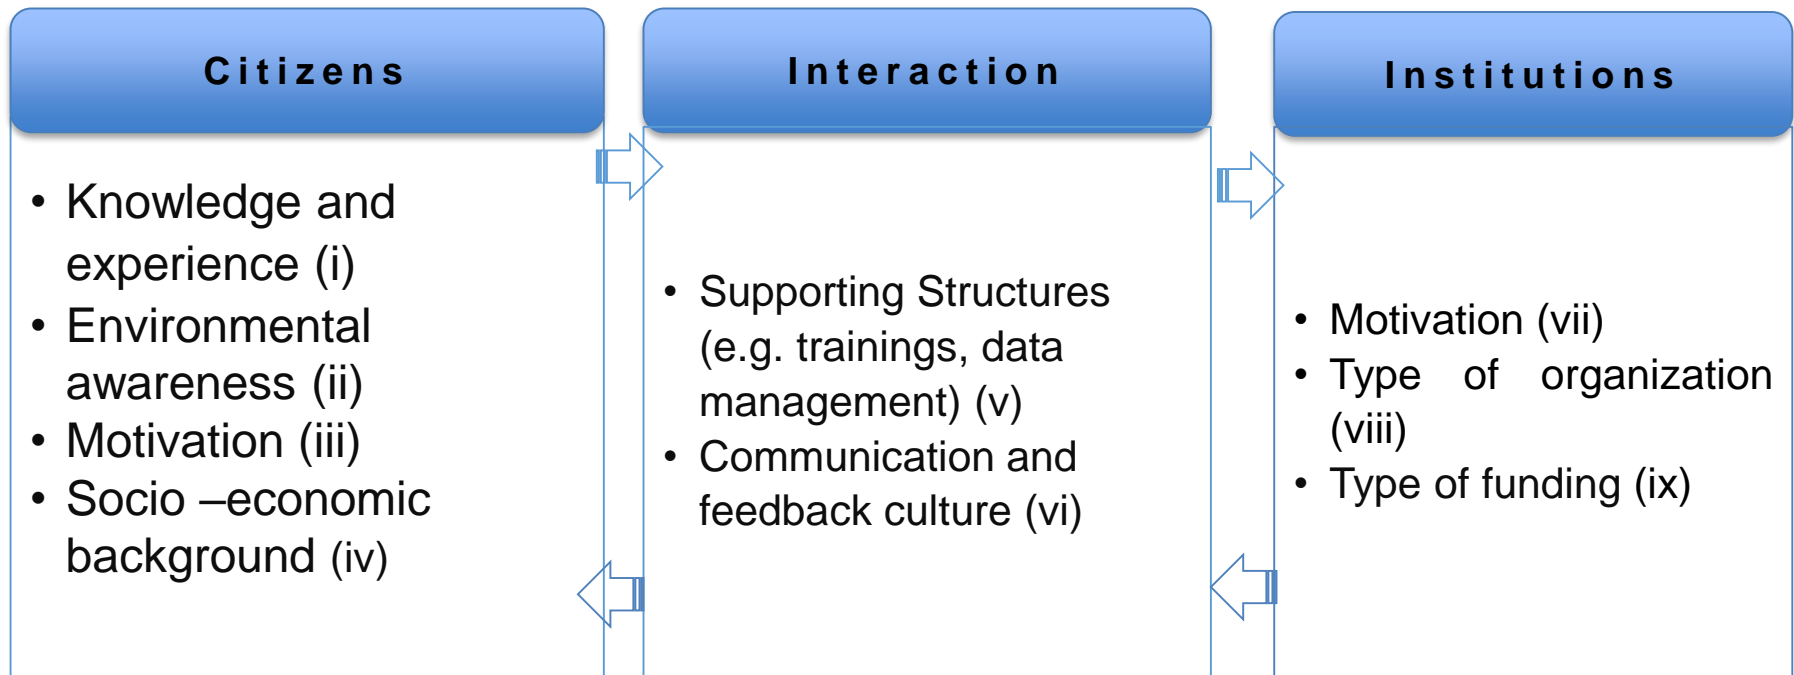 Citizens
• Knowledge and
experience (i)
• Environmental
awareness (ii)
• Motivation (iii)
• Socio –economic
background (iv)
Interaction
• Supporting Structures
(e.g. trainings, data
management) (v)
• Communication and
feedback culture (vi)
Institutions
• Motivation (vii)
• Type of organization
(viii)
• Type of funding (ix)